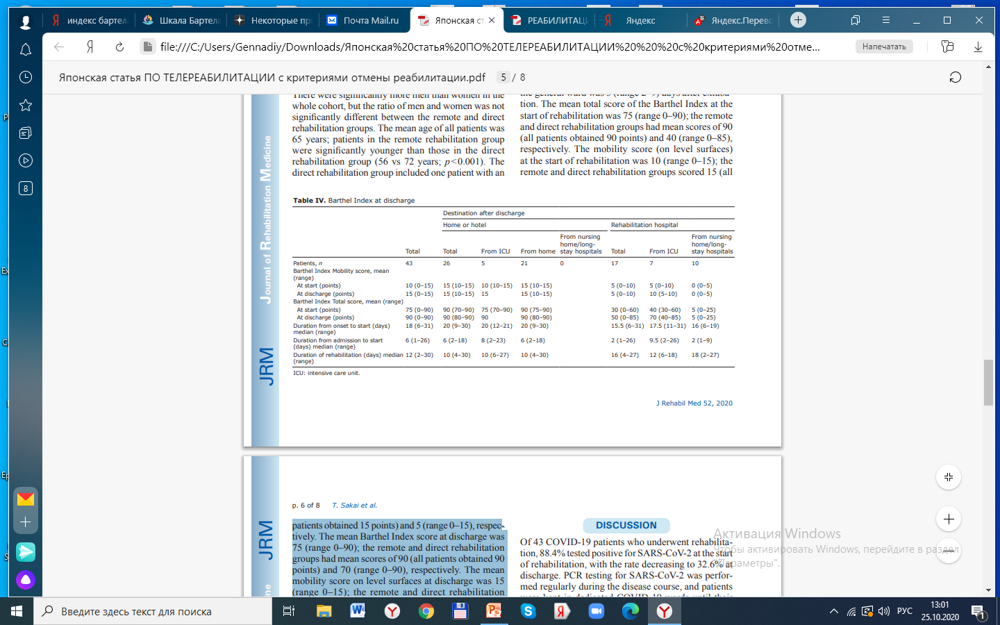 индекс бартел
Шкала Бартела
Некоторые пр
Почта Mail.ru
Японская ст
РЕАБИЛИТАЦ
Яндекс
Яндекс.Перево
file:///C:/Users/Gennadiy/Downloads/Японская%20статья%20ПО%20ТЕЛЕРЕАБИЛИТАЦИИ%20%20%20с%20критериями%20отме...
Напечатать
Японская статья ПО ТЕЛЕРЕАБИЛИТАЦИИ с критериями отмены реабилитации.pdf 5 / 8
8
There were significantly more men than women in the
whole cohort, but the ratio of men and women was not
significantly different between the remote and direct
rehabilitation groups. The mean age of all patients was
65 years; patients in the remote rehabilitation group
were significantly younger than those in the direct
rehabilitation group (56 vs 72 years; p<0.001). The
direct rehabilitation group included one patient with an
tion. The mean total score of the Barthel Index at the
start of rehabilitation was 75 (range 0–90); the remote
and direct rehabilitation groups had mean scores of 90
(all patients obtained 90 points) and 40 (range 0–85),
respectively. The mobility score (on level surfaces)
at the start of rehabilitation was 10 (range 0–15); the
remote and direct rehabilitation groups scored 15 (all
Journal of Rehabilitation Medicine
JRM
Table IV. Barthel Index at discharge
Destination after discharge
Home or hotel Rehabilitation hospital
From nursing From nursing
home/long- home/long-
Total Total From ICU From home stay hospitals Total From ICU stay hospitals
Patients, n 43 26 5 21 0 17 7 10
Barthel Index Mobility score, mean
(range)
At start (points) 10 (0–15) 15 (10–15) 10 (10–15) 15 (10–15) 5 (0–10) 5 (0–10) 0 (0–5)
At discharge (points) 15 (0–15) 15 (10–15) 15 15 (10–15) 5 (0–10) 10 (5–10) 0 (0–5)
Barthel Index Total score, mean (range)
At start (points) 75 (0–90) 90 (70–90) 75 (70–90) 90 (75–90) 30 (0–60) 40 (30–60) 5 (0–25)
At discharge (points) 90 (0–90) 90 (80–90) 90 90 (80–90) 50 (0–85) 70 (40–85) 5 (0–25)
Duration from onset to start (days) 18 (6–31) 20 (9–30) 20 (12–21) 20 (9–30) 15.5 (6–31) 17.5 (11–31) 16 (6–19)
median (range)
Duration from admission to start 6 (1–26) 6 (2–18) 8 (2–23) 6 (2–18) 2 (1–26) 9.5 (2–26) 2 (1–9)
(days) median (range)
Duration of rehabilitation (days) median 12 (2–30) 10 (4–30) 10 (6–27) 10 (4–30) 16 (4–27) 12 (6–18) 18 (2–27)
(range)
ICU: intensive care unit.
J Rehabil Med 52, 2020
p. 6 of 8 T. Sakai et al.
JRM
patients obtained 15 points) and 5 (range 0–15), respec-
tively. The mean Barthel Index score at discharge was
75 (range 0–90); the remote and direct rehabilitation
groups had mean scores of 90 (all patients obtained 90
points) and 70 (range 0–90), respectively. The mean
mobility score on level surfaces at discharge was 15
(range 0–15); the remote and direct rehabilitation
DISCUSSION
Of 43 COVID-19 patients who underwent rehabilita-
tion, 88.4% tested positive for SARS-CoV-2 at the start
of rehabilitation, with the rate decreasing to 32.6% at
discharge. PCR testing for SARS-CoV-2 was perfor-
med regularly during the disease course, and patients
Активация Windows
Чтобы активировать Windows, перейдите в раздел
"Параметры".
Введите здесь текст для поиска
РУС
13:01
25.10.2020
1